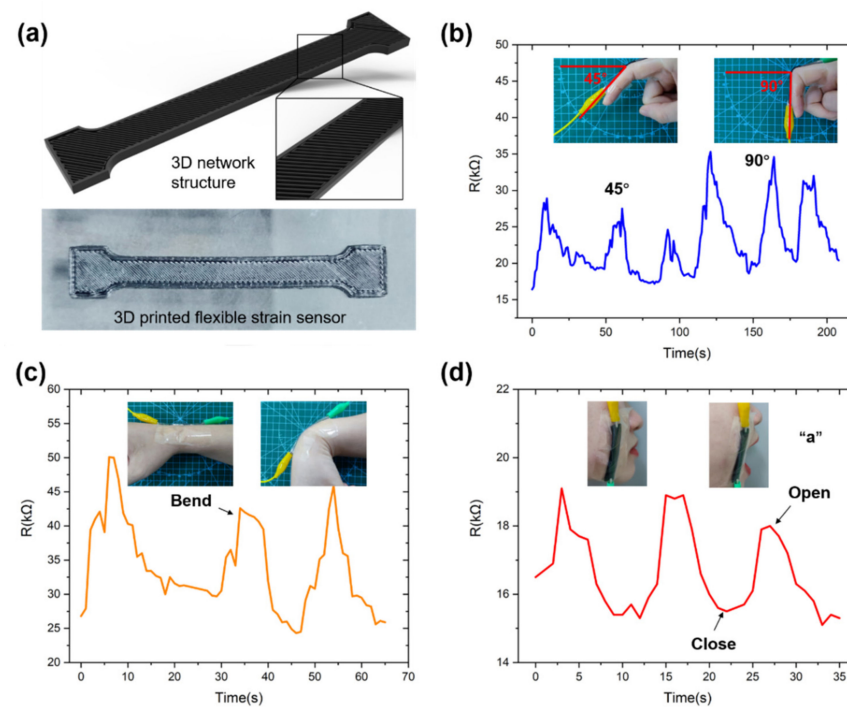 (a)
3D network
structure
3D printed flexible strain sensor
(b)
R(kΩ)
50
45
40
35
30
25
20
15
0
50
100
150
200
Time(s)
45°
90°
45°
90°
(c)
R(kΩ)
60
55
50
45
40
35
30
25
20
0
10
20
30
40
50
60
70
Time(s)
Bend
(d)
R(kΩ)
22
20
18
16
14
0
5
10
15
20
25
30
35
Time(s)
“a”
Open
Close